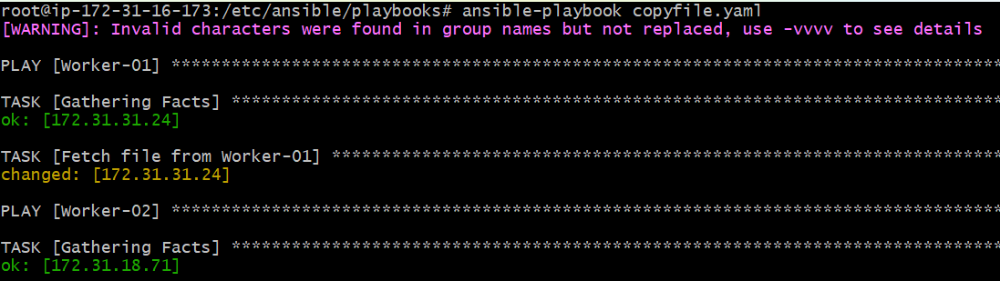 root@ip-172-31-16-173:/etc/ansible/playbooks# ansible-playbook copyfile.yaml
[WARNING]: Invalid characters were found in group names but not replaced, use -vvvv to see details
PLAY [Worker-01] ***********************************************************************************
TASK [Gathering Facts] *****************************************************************************
ok: [172.31.31.24]
TASK [Fetch file from Worker-01] *******************************************************************
changed: [172.31.31.24]
PLAY [Worker-02] ***********************************************************************************
TASK [Gathering Facts] *****************************************************************************
ok: [172.31.18.71]